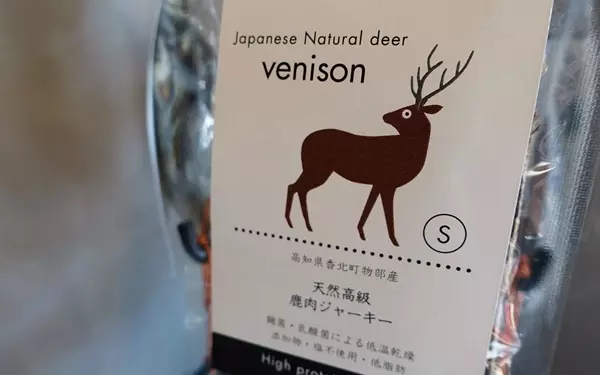 Japanese Natural deer
venison
S
高知県香北町物部産
天然高級
鹿肉ジャーキー
麹菌・乳酸菌による低温乾燥
添加物・塩不使用・低脂肪
High prot